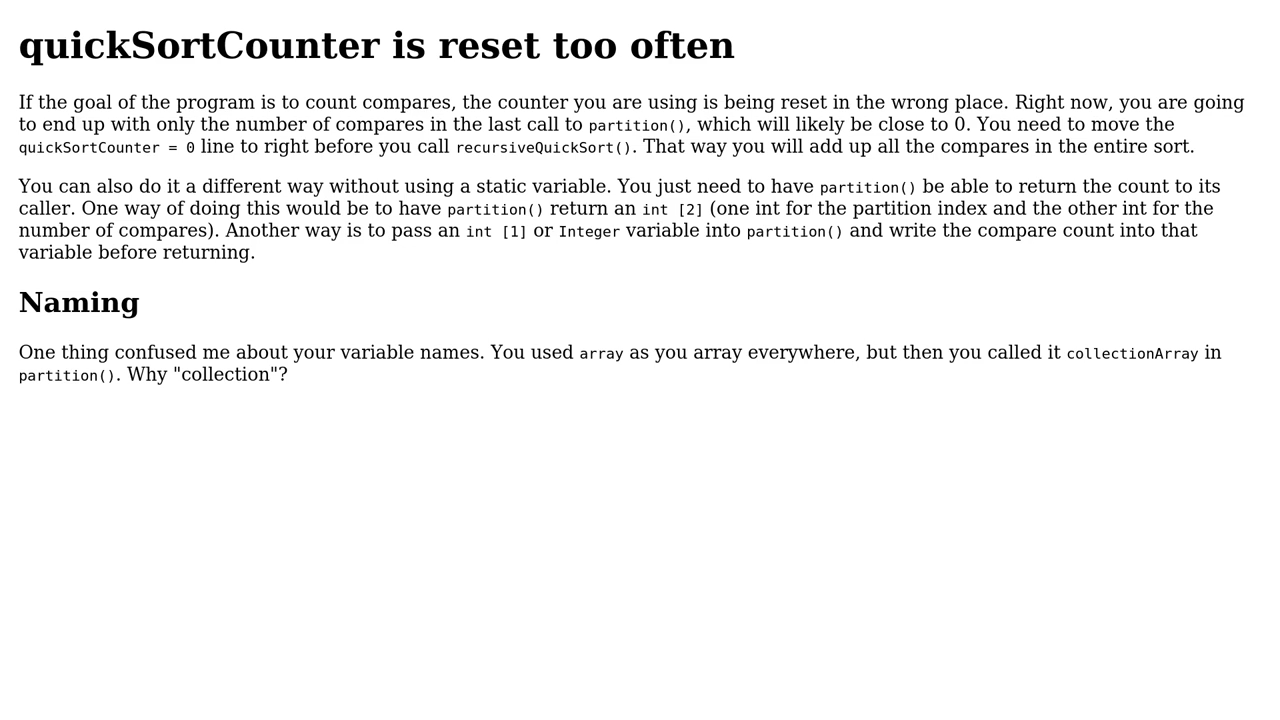 quickSortCounter is reset too often
If the goal of the program is to count compares, the counter you are using is being reset in the wrong place. Right now, you are going
to end up with only the number of compares in the last call to partition(), which will likely be close to 0. You need to move the
quickSortCounter = 0 line to right before you call recursiveQuickSort(). That way you will add up all the compares in the entire sort.
You can also do it a different way without using a static variable. You just need to have partition() be able to return the count to its
caller. One way of doing this would be to have partition() return an int [2] (one int for the partition index and the other int for the
number of compares). Another way is to pass an int [1] or Integer variable into partition() and write the compare count into that
variable before returning.
Naming
One thing confused me about your variable names. You used array as you array everywhere, but then you called it collectionArray in
partition(). Why "collection"?